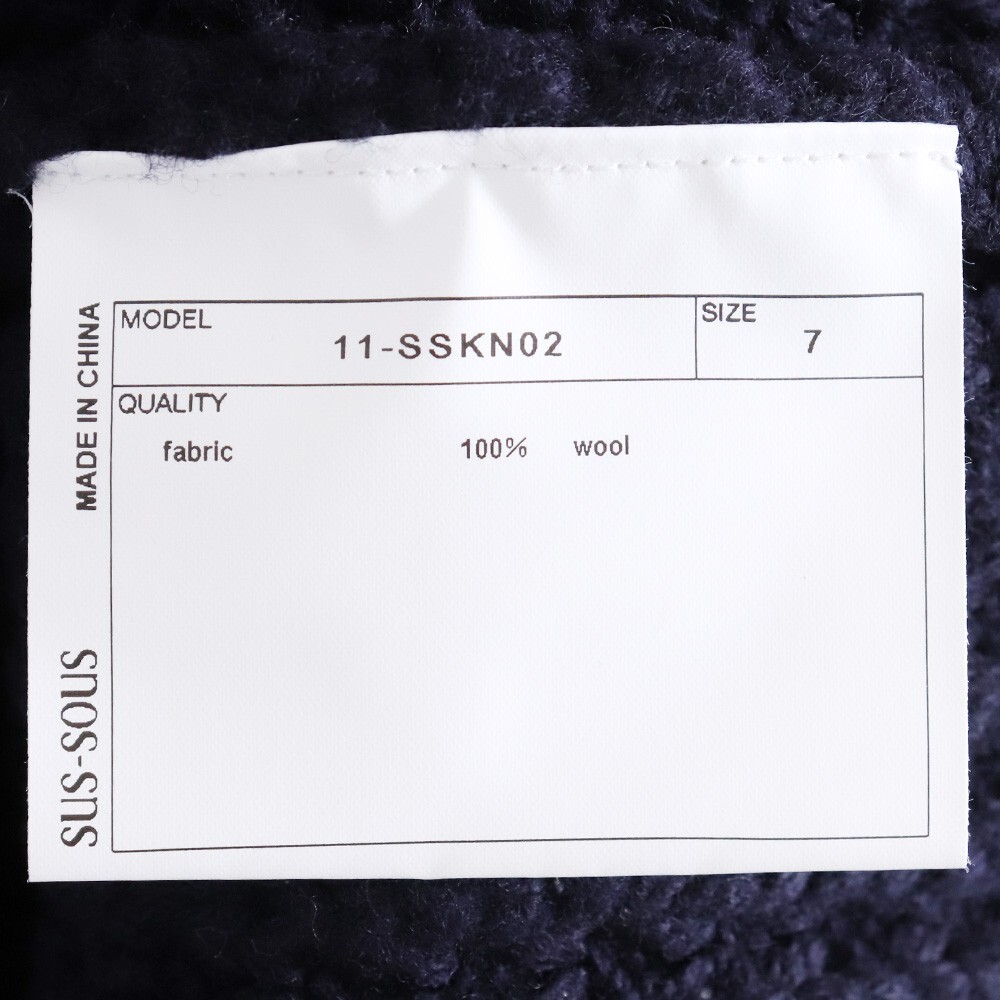 MODEL
11-SSKN02
SIZE
7
QUALITY
fabric 100% wool
MADE IN CHINA
SUS-SOUS